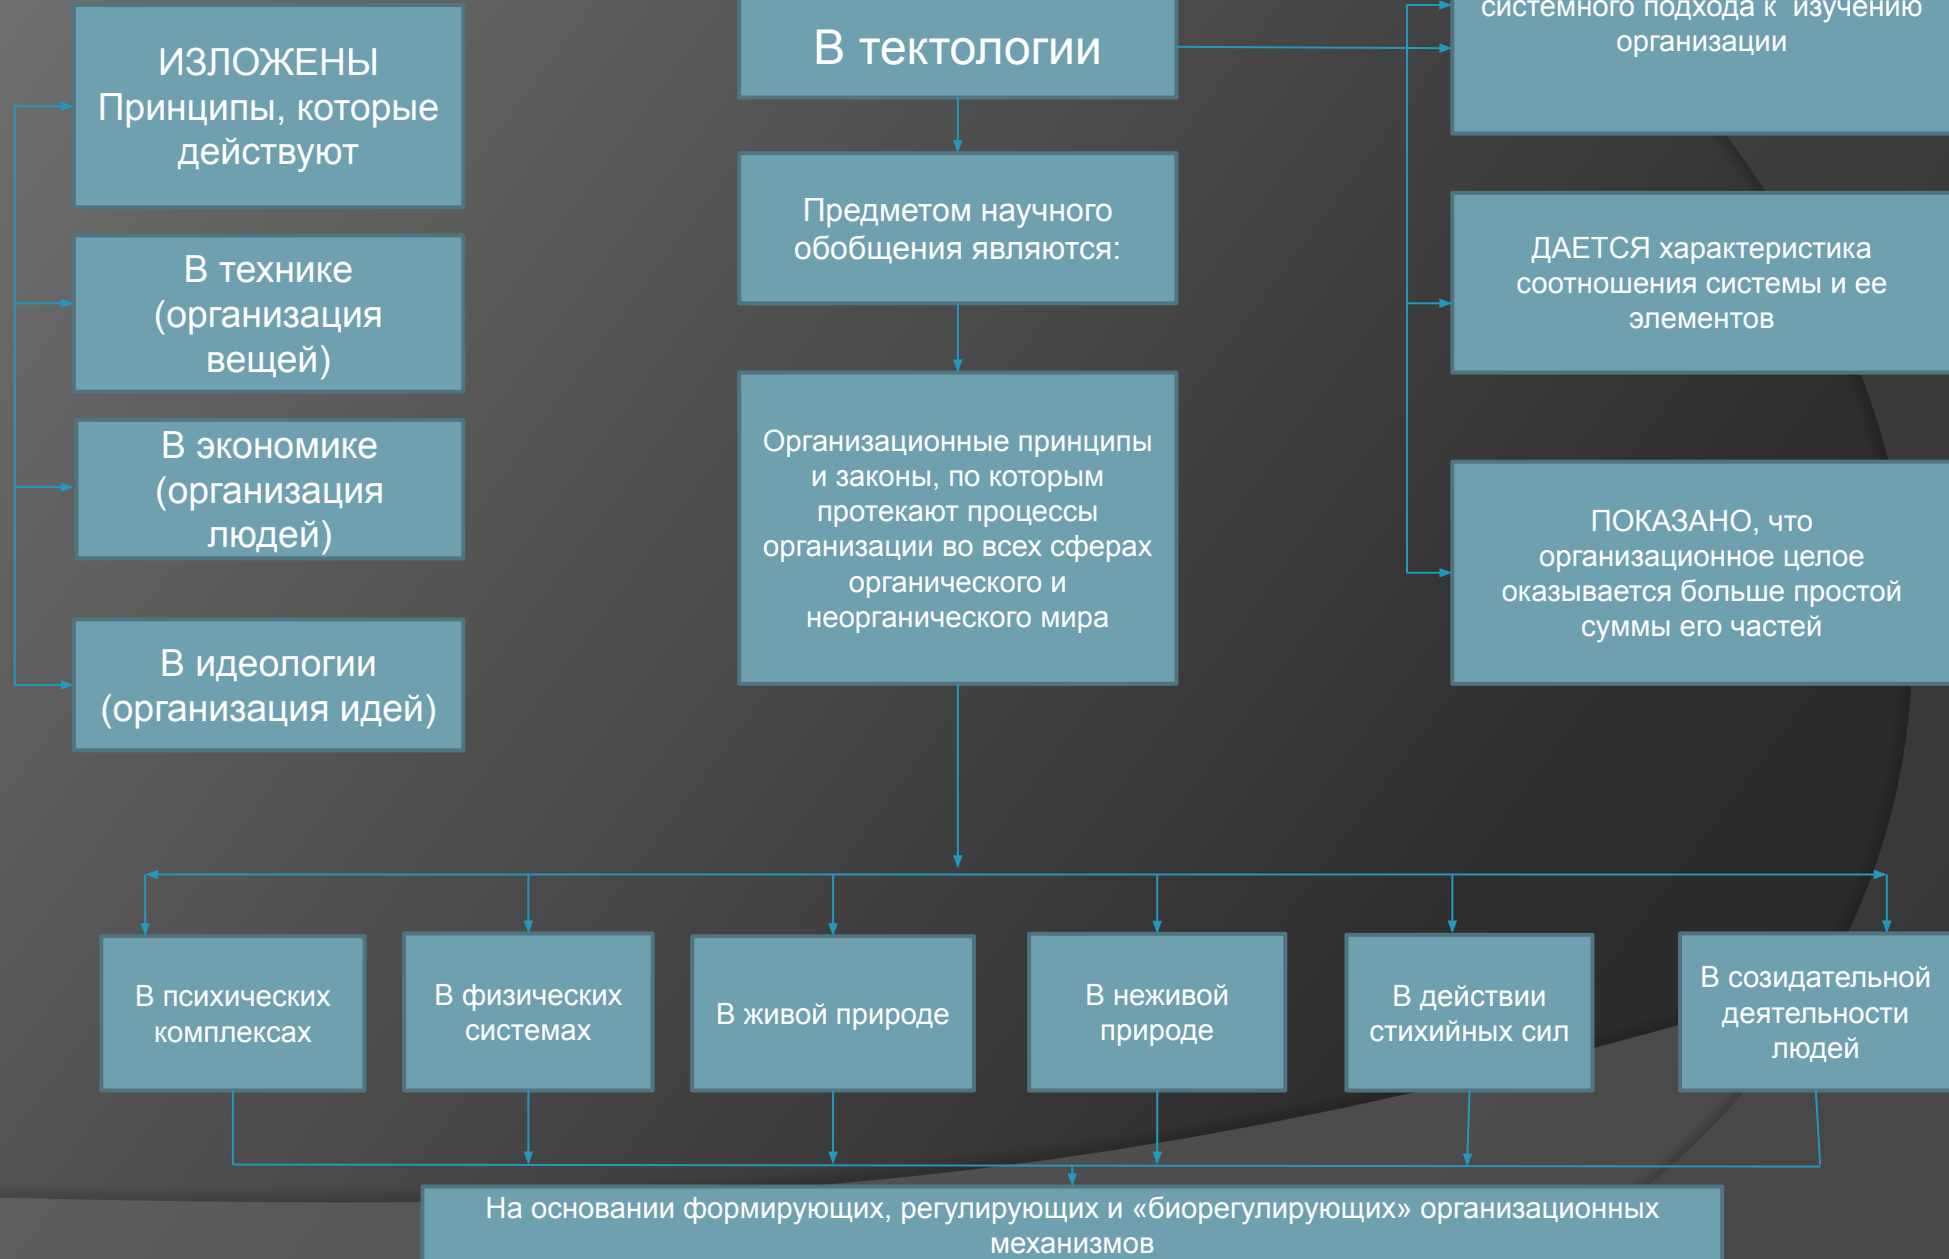 ИЗЛОЖЕНЫ
Принципы, которые
действуют
В технике
(организация
вещей)
В экономике
(организация
людей)
В идеологии
(организация идей)
В тектологии
Предметом научного
обобщения являются:
Организационные принципы
и законы, по которым
протекают процессы
организации во всех сферах
органического и
неорганического мира
системного подхода к изучению
организации
ДАЕТСЯ характеристика
соотношения системы и ее
элементов
ПОКАЗАНО, что
организационное целое
оказывается больше простой
суммы его частей
В психических
комплексах
В физических
системах
В живой природе
В неживой
природе
В действии
стихийных сил
В созидательной
деятельности
людей
На основании формирующих, регулирующих и «биорегулирующих» организационных
механизмов